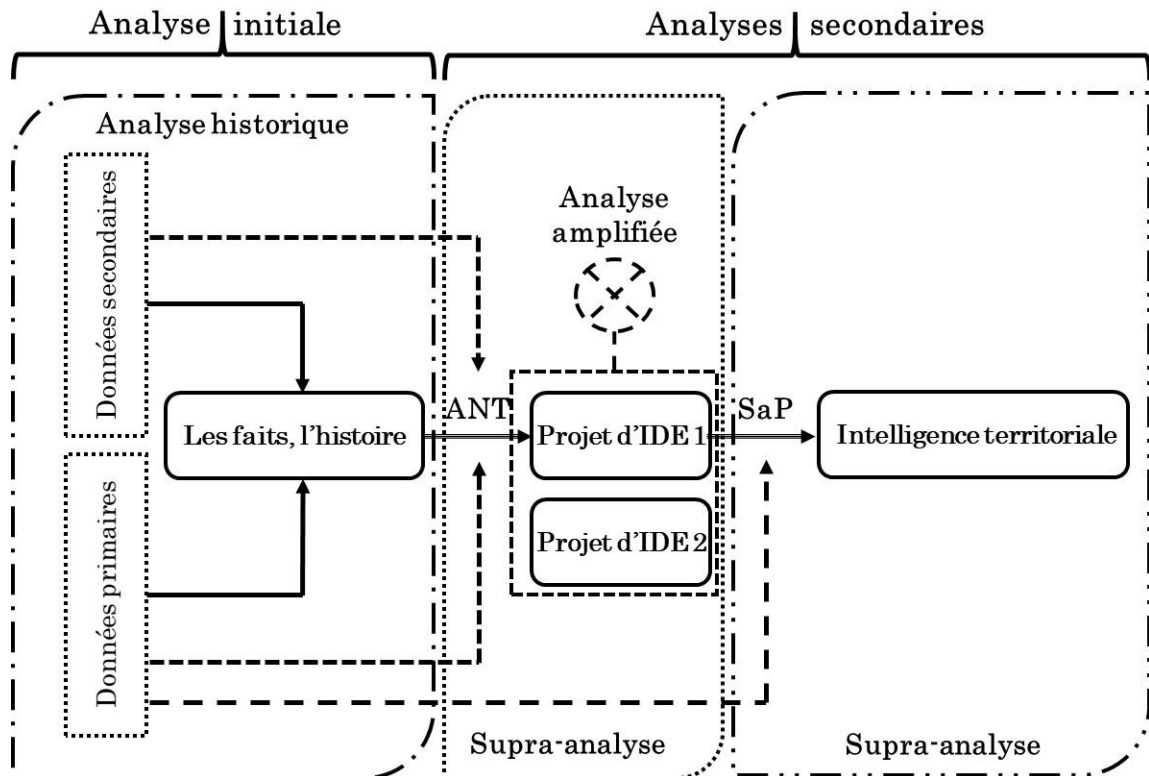 Analyse initiale
Analyses secondaires
Analyse historique
Données secondaires
Analyse
amplifiée
ANT
SaP
Les faits, l'histoire
Projet d'IDE 1
Intelligence territoriale
Projet d'IDE 2
Données primaires
Supra-analyse
Supra-analyse